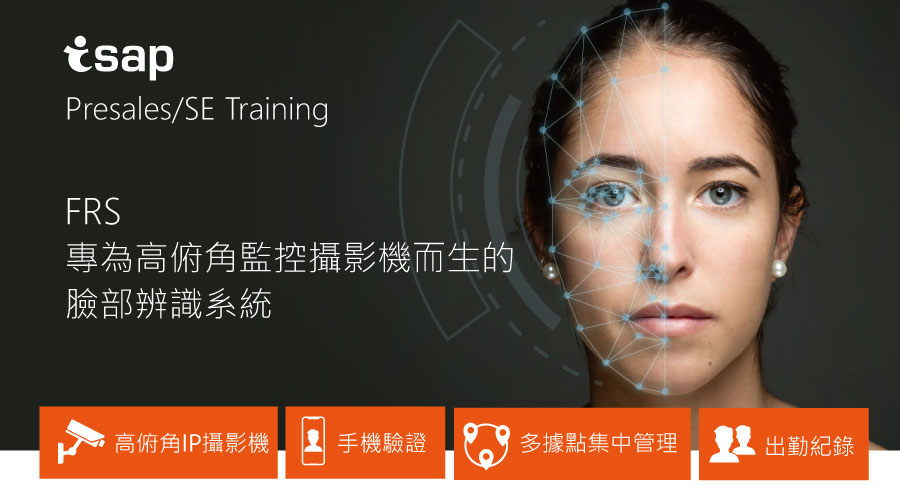 isap
Presales/SE Training
FRS
專為高俯角監控攝影機而生的
臉部辨識系統
高俯角IP攝影機
手機驗證
多據點集中管理
出勤紀錄